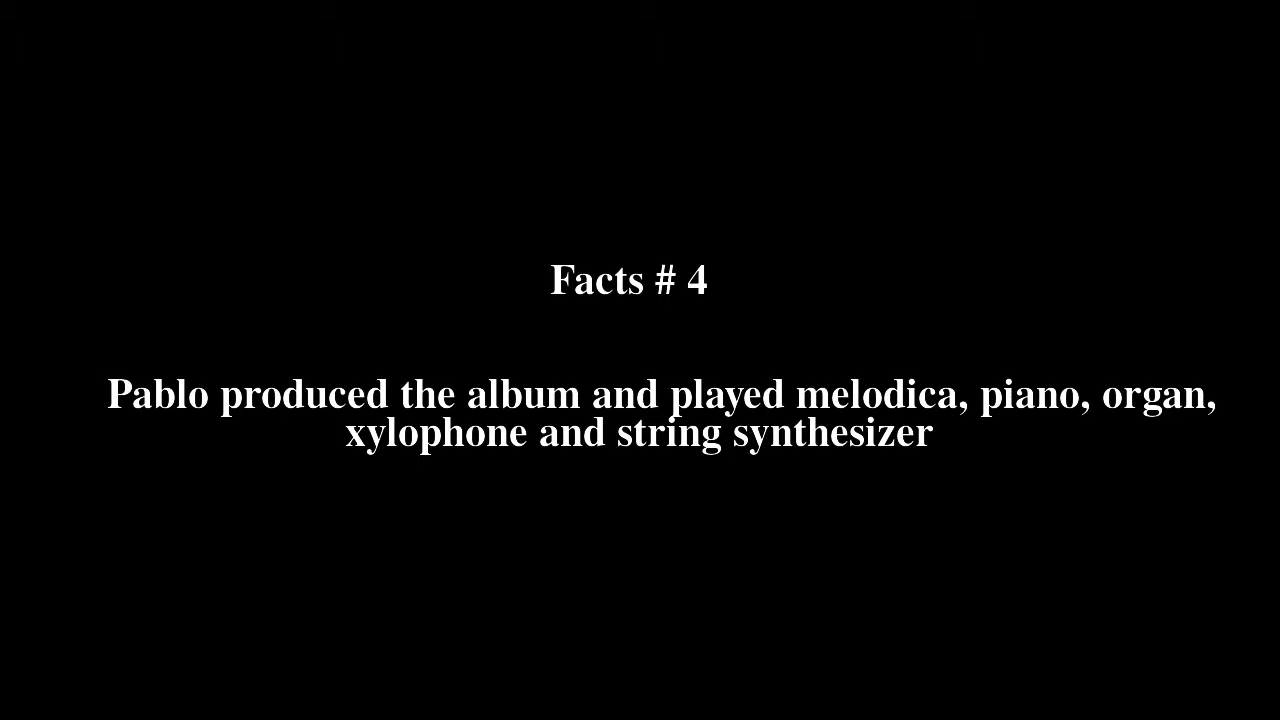 Facts # 4
Pablo produced the album and played melodica, piano, organ,
xylophone and string synthesizer